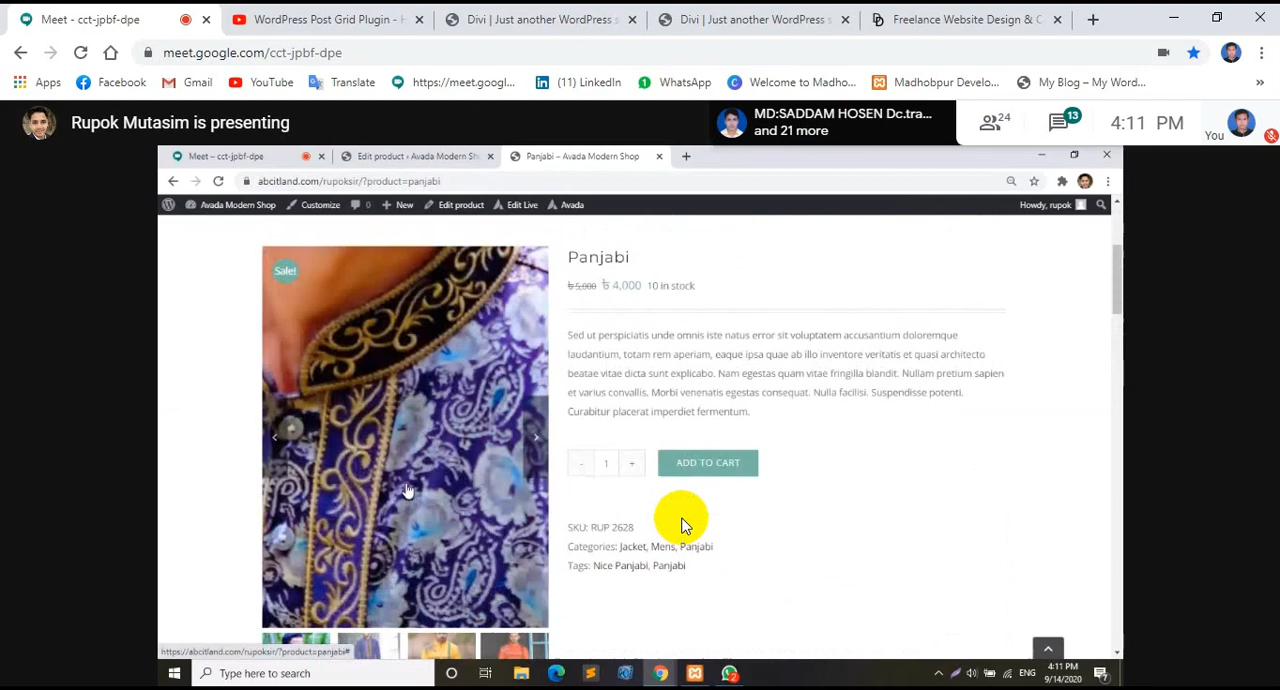 Meet - cct-jpbf-dpe
WordPress Post Grid Plugin - H
Divi | Just another WordPress s
Divi | Just another WordPress s
Freelance Website Design & C
meet.google.com/cct-jpbf-dpe
Apps
Facebook
Gmail
YouTube
Translate
https://meet.googl...
(11) LinkedIn
WhatsApp
Welcome to Madho...
Madhobpur Develo...
My Blog – My Word...
»
Rupok Mutasim is presenting
MD:SADDAM HOSEN Dc.tra...
and 21 more
24
13
4:11 PM
You
Meet – cct-jpbf-dpe
Edit product ‹ Avada Modern Sh
Panjabi – Avada Modern Shop
abcitland.com/rupoksir/?product=panjabi
Avada Modern Shop
Customize
0
New
Edit product
Edit Live
Avada
Howdy, rupok
Sale!
Panjabi
৳ 5,000 ৳ 4,000 10 in stock
Sed ut perspiciatis unde omnis iste natus error sit voluptatem accusantium doloremque
laudantium, totam rem aperiam, eaque ipsa quae ab illo inventore veritatis et quasi architecto
beatae vitae dicta sunt explicabo. Nam egestas quam vitae fringilla blandit. Nullam pretium sapien
et varius convallis. Morbi venenatis egestas consequat. Nulla facilisi. Suspendisse potenti.
Curabitur placerat imperdiet fermentum.
- 1 +
ADD TO CART
SKU: RUP 2628
Categories: Jacket, Mens, Panjabi
Tags: Nice Panjabi, Panjabi
https://abcitland.com/rupoksir/?product=panjabi#
Type here to search
2
ENG
4:11 PM
9/14/2020
7